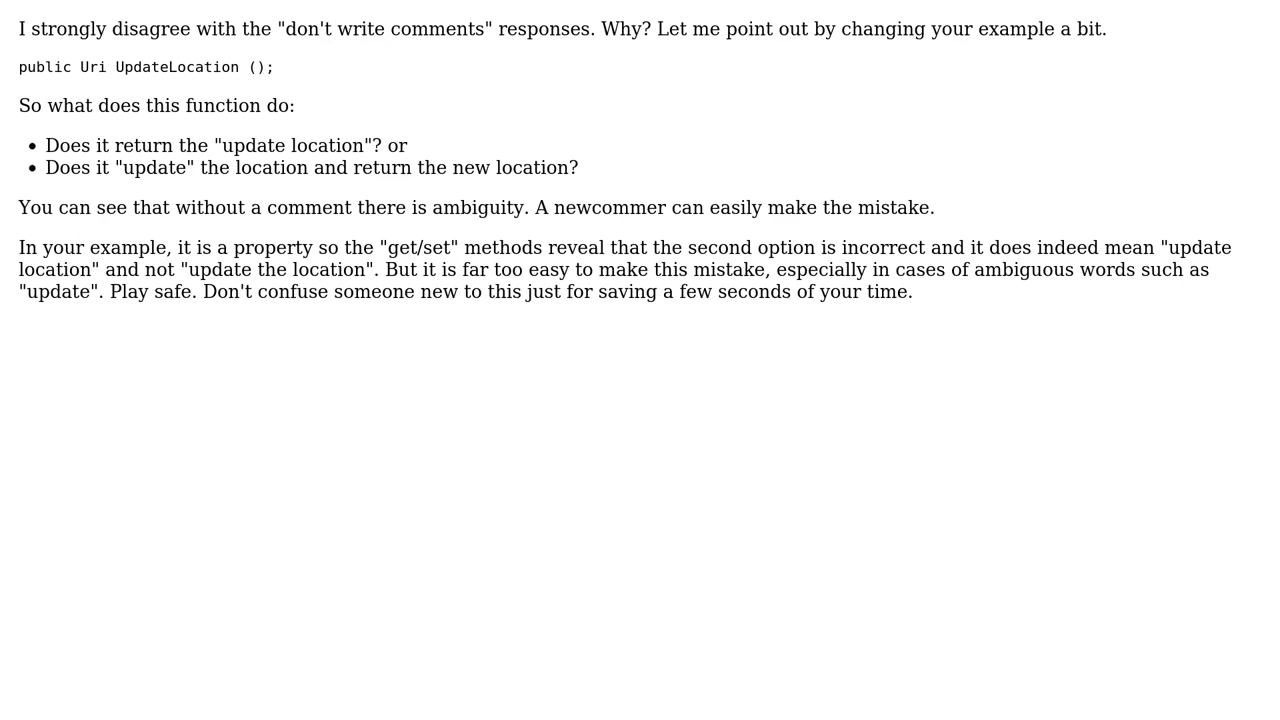 I strongly disagree with the "don't write comments" responses. Why? Let me point out by changing your example a bit.
public Uri UpdateLocation ();
So what does this function do:
• Does it return the "update location"? or
• Does it "update" the location and return the new location?
You can see that without a comment there is ambiguity. A newcommer can easily make the mistake.
In your example, it is a property so the "get/set" methods reveal that the second option is incorrect and it does indeed mean "update
location" and not "update the location". But it is far too easy to make this mistake, especially in cases of ambiguous words such as
"update". Play safe. Don't confuse someone new to this just for saving a few seconds of your time.